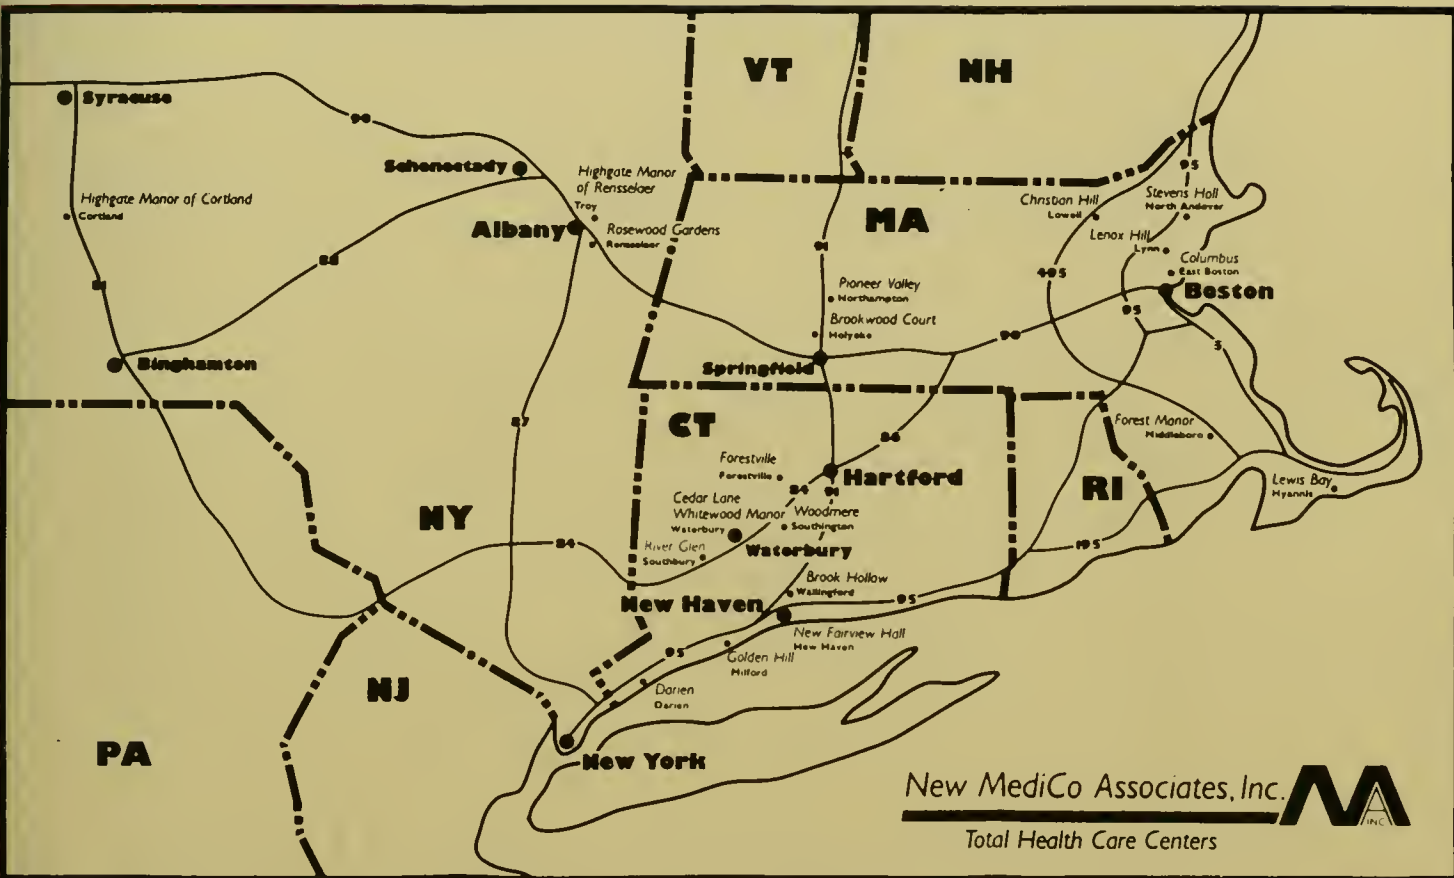 VT
NH
Syracuse
90
Schenectady
Highgate Manor
of Rensselaer
Troy
95
Highgate Manor of Cortland
Cortland
Christian Hill
Lowell
Stevens Hall
North Andover
MA
Albany
Rosewood Gardens
Rensselaer
Lenox Hill
Lynn
91
88
Columbus
East Boston
495
81
Pioneer Valley
Northampton
Boston
95
Brookwood Court
Holyoke
90
3
Binghamton
Springfield
87
CT
Forest Manor
Middleboro
86
Forestville
Forestville
Hartford
84
91
RI
Lewis Bay
Hyannis
Cedar Lane
Whitewood Manor
Waterbury
Woodmere
Southington
NY
Waterbury
84
River Glen
Southbury
195
Brook Hollow
Wallingford
New Haven
95
New Fairview Hall
New Haven
95
Golden Hill
Milford
NJ
Darien
Darien
PA
New York
New MediCo Associates, Inc.
MA
INC
Total Health Care Centers